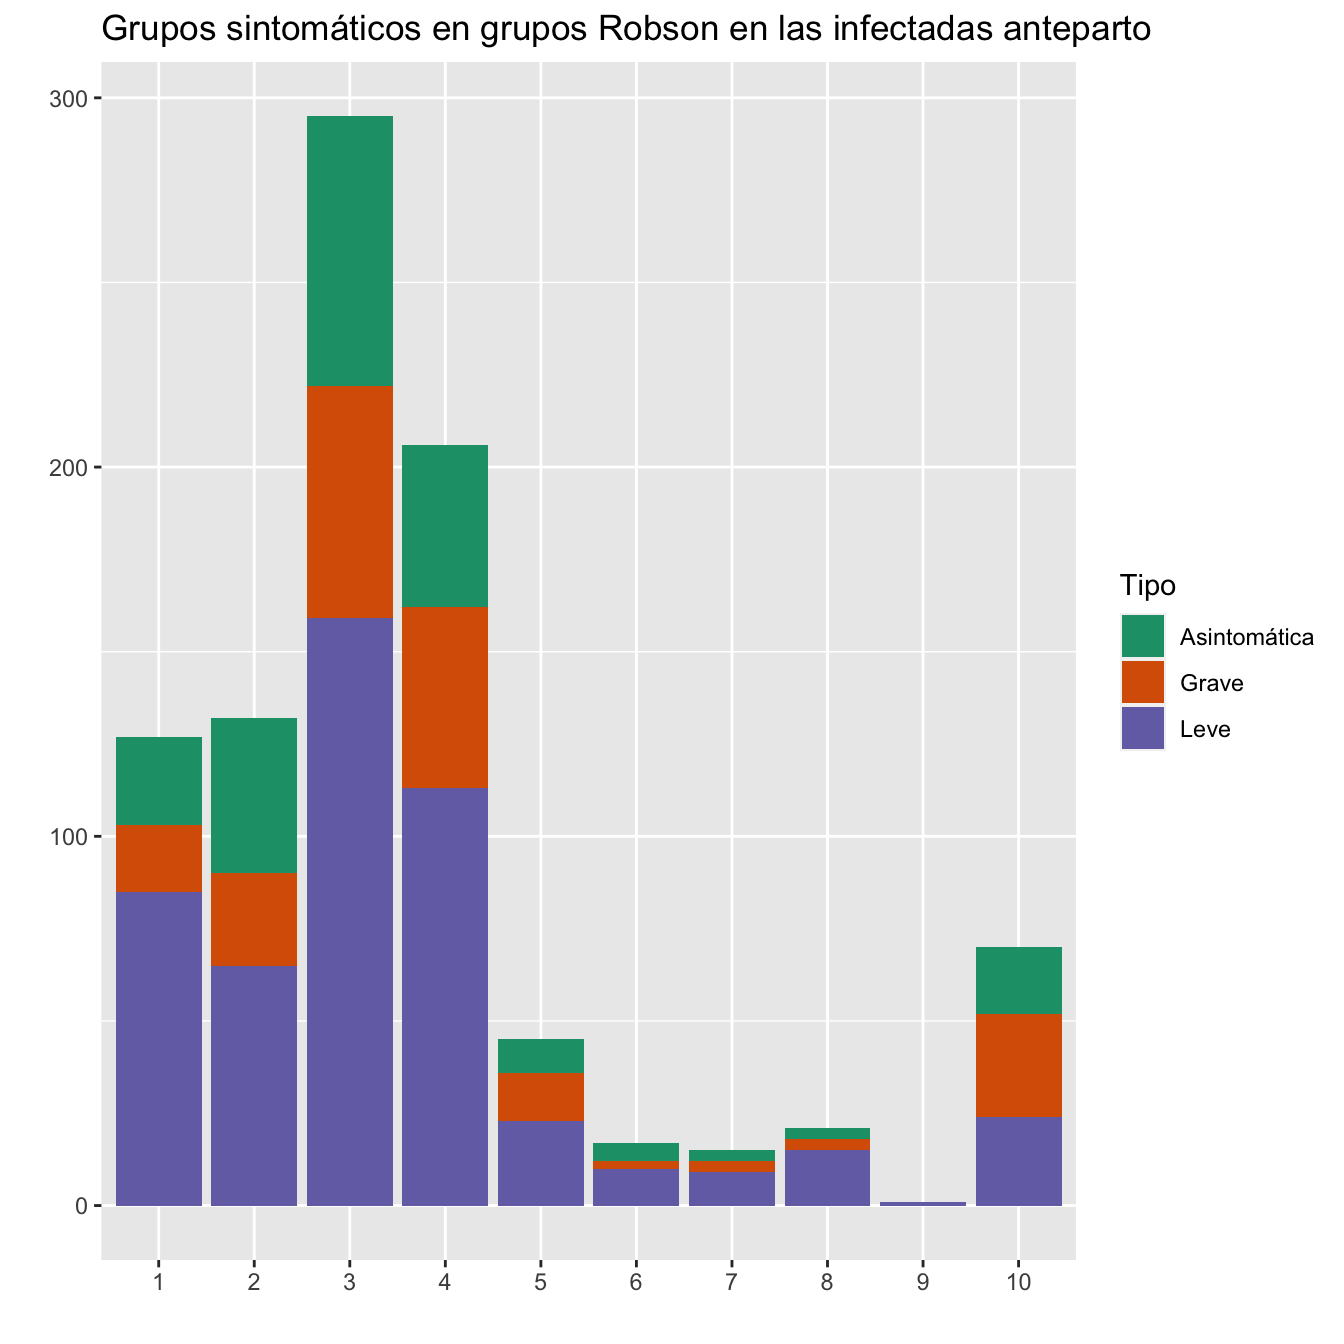 Grupos sintomáticos en grupos Robson en las infectadas anteparto
300
200
100
0
1 2 3 4 5 6 7 8 9 10
Tipo
Asintomática
Grave
Leve